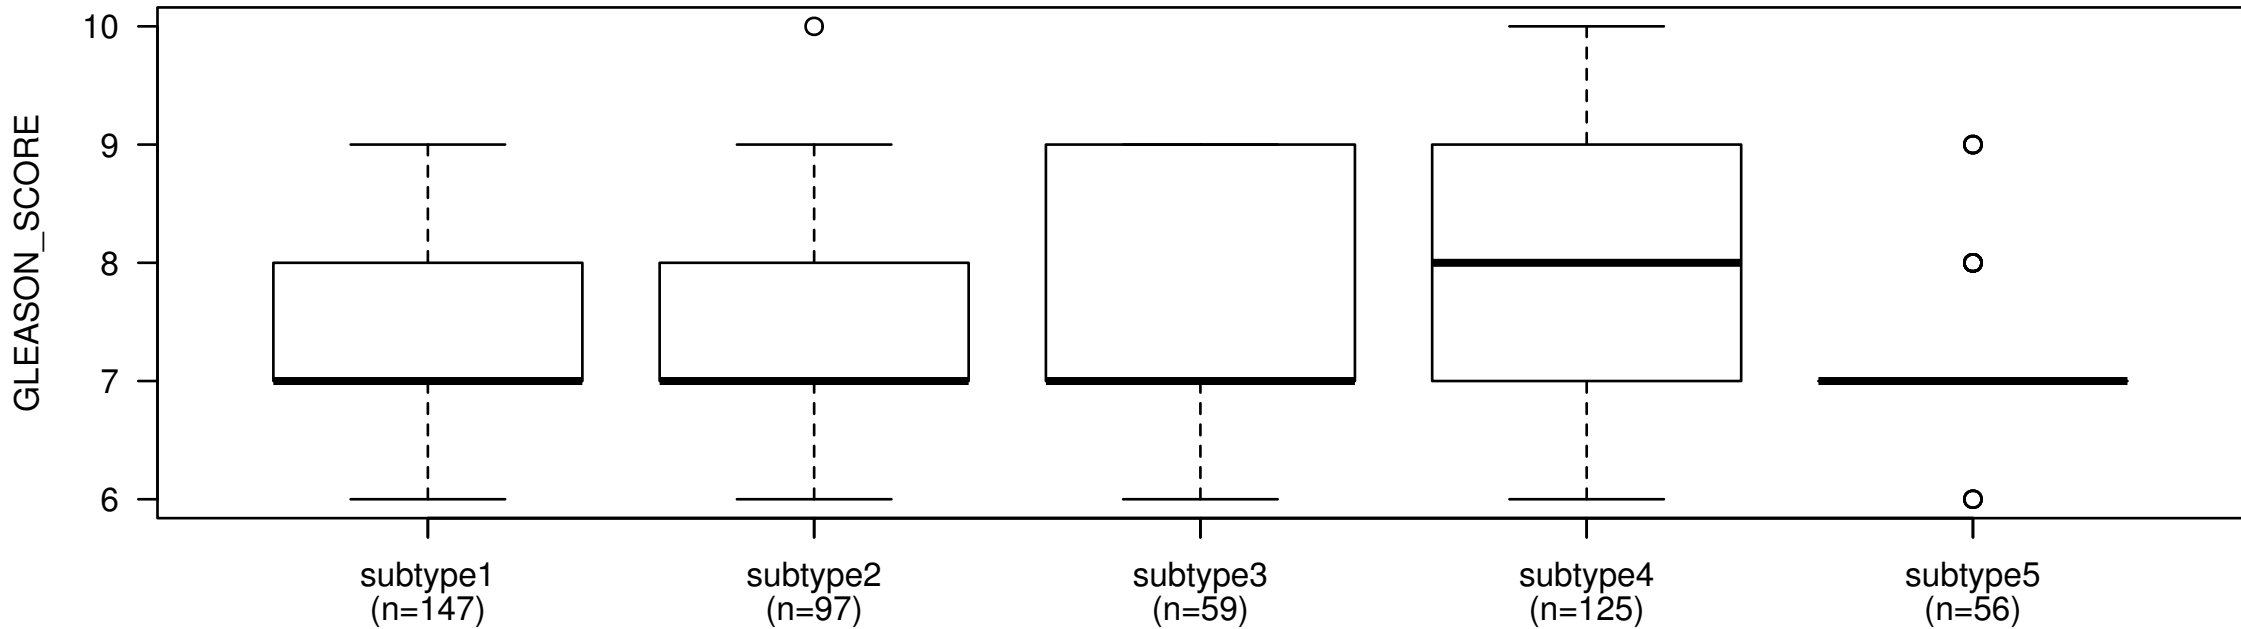 GLEASON_SCORE
10
9
8
7
6
subtype1
(n=147)
subtype2
(n=97)
subtype3
(n=59)
subtype4
(n=125)
subtype5
(n=56)